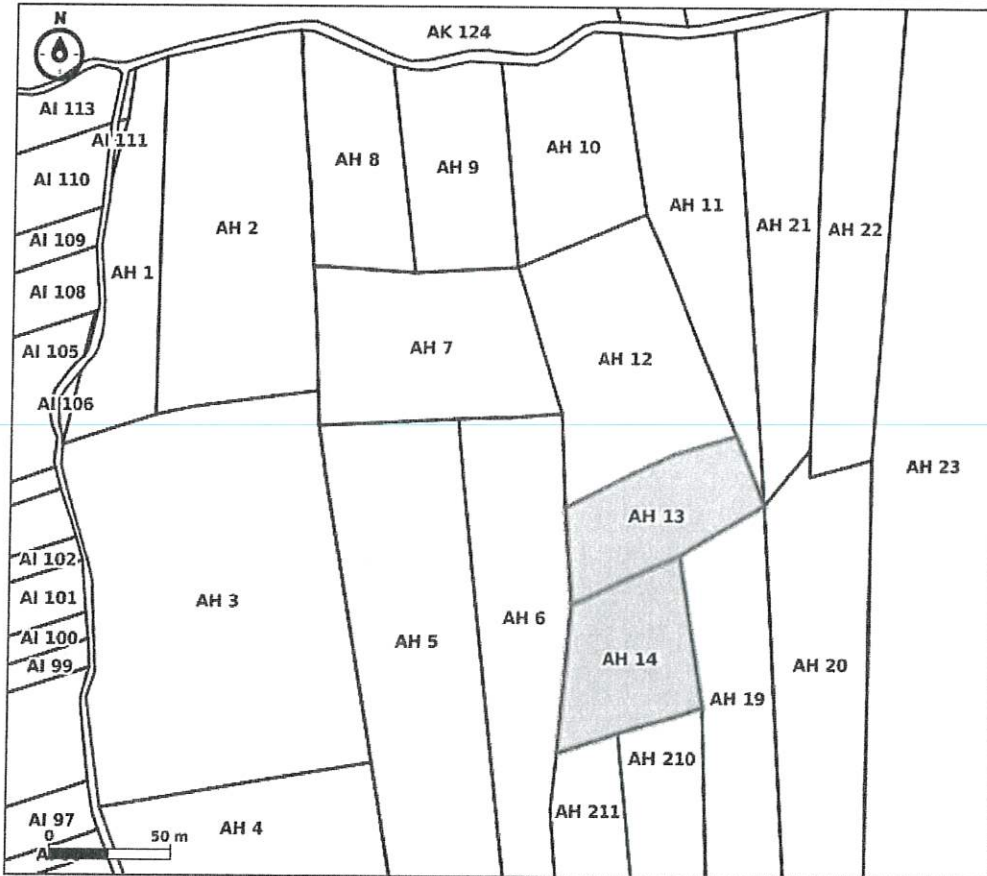 N
AK 124
AI 113
AI 111
AH 8
AH 9
AH 10
AI 110
AH 11
AH 21
AH 22
AH 2
AI 109
AH 1
AI 108
AH 7
AI 105
AH 12
AI 106
AH 23
AH 13
AI 102
AI 101
AH 3
AH 6
AI 100
AH 5
AH 14
AI 99
AH 20
AH 19
AH 210
AH 211
AI 97
AH 4
0
50 m